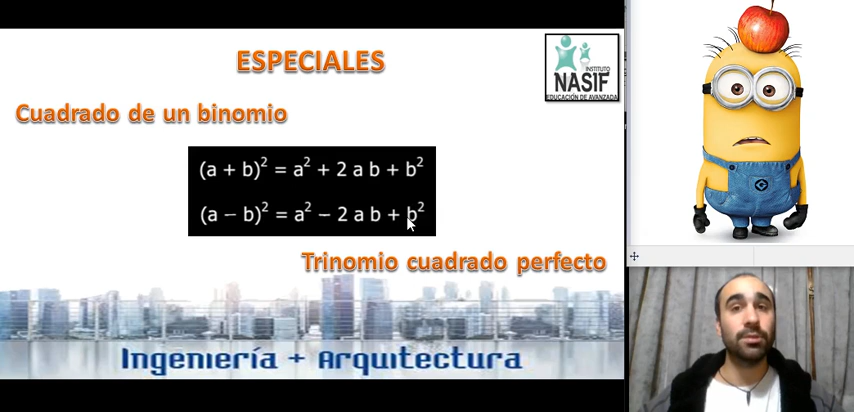 ESPECIALES
INSTITUTO
NASIF
EDUCACIÓN DE AVANZADA
Cuadrado de un binomio
(a + b)² = a² + 2 a b + b²
(a − b)² = a² − 2 a b + b²
Trinomio cuadrado perfecto
Ingeniería + Arquitectura